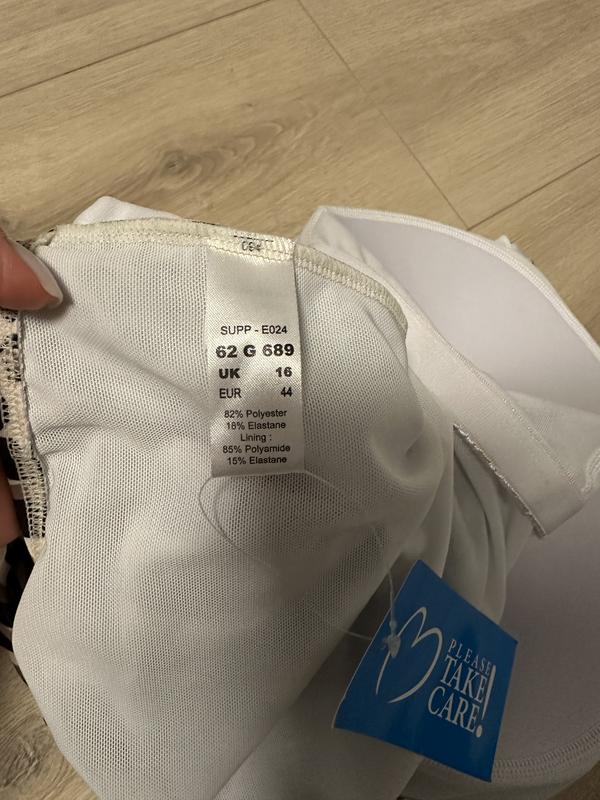 SUPP - E024
62 G 689
UK 16
EUR 44
82% Polyester
18% Elastane
Lining :
85% Polyamide
15% Elastane
PLEASE
TAKE
CARE!